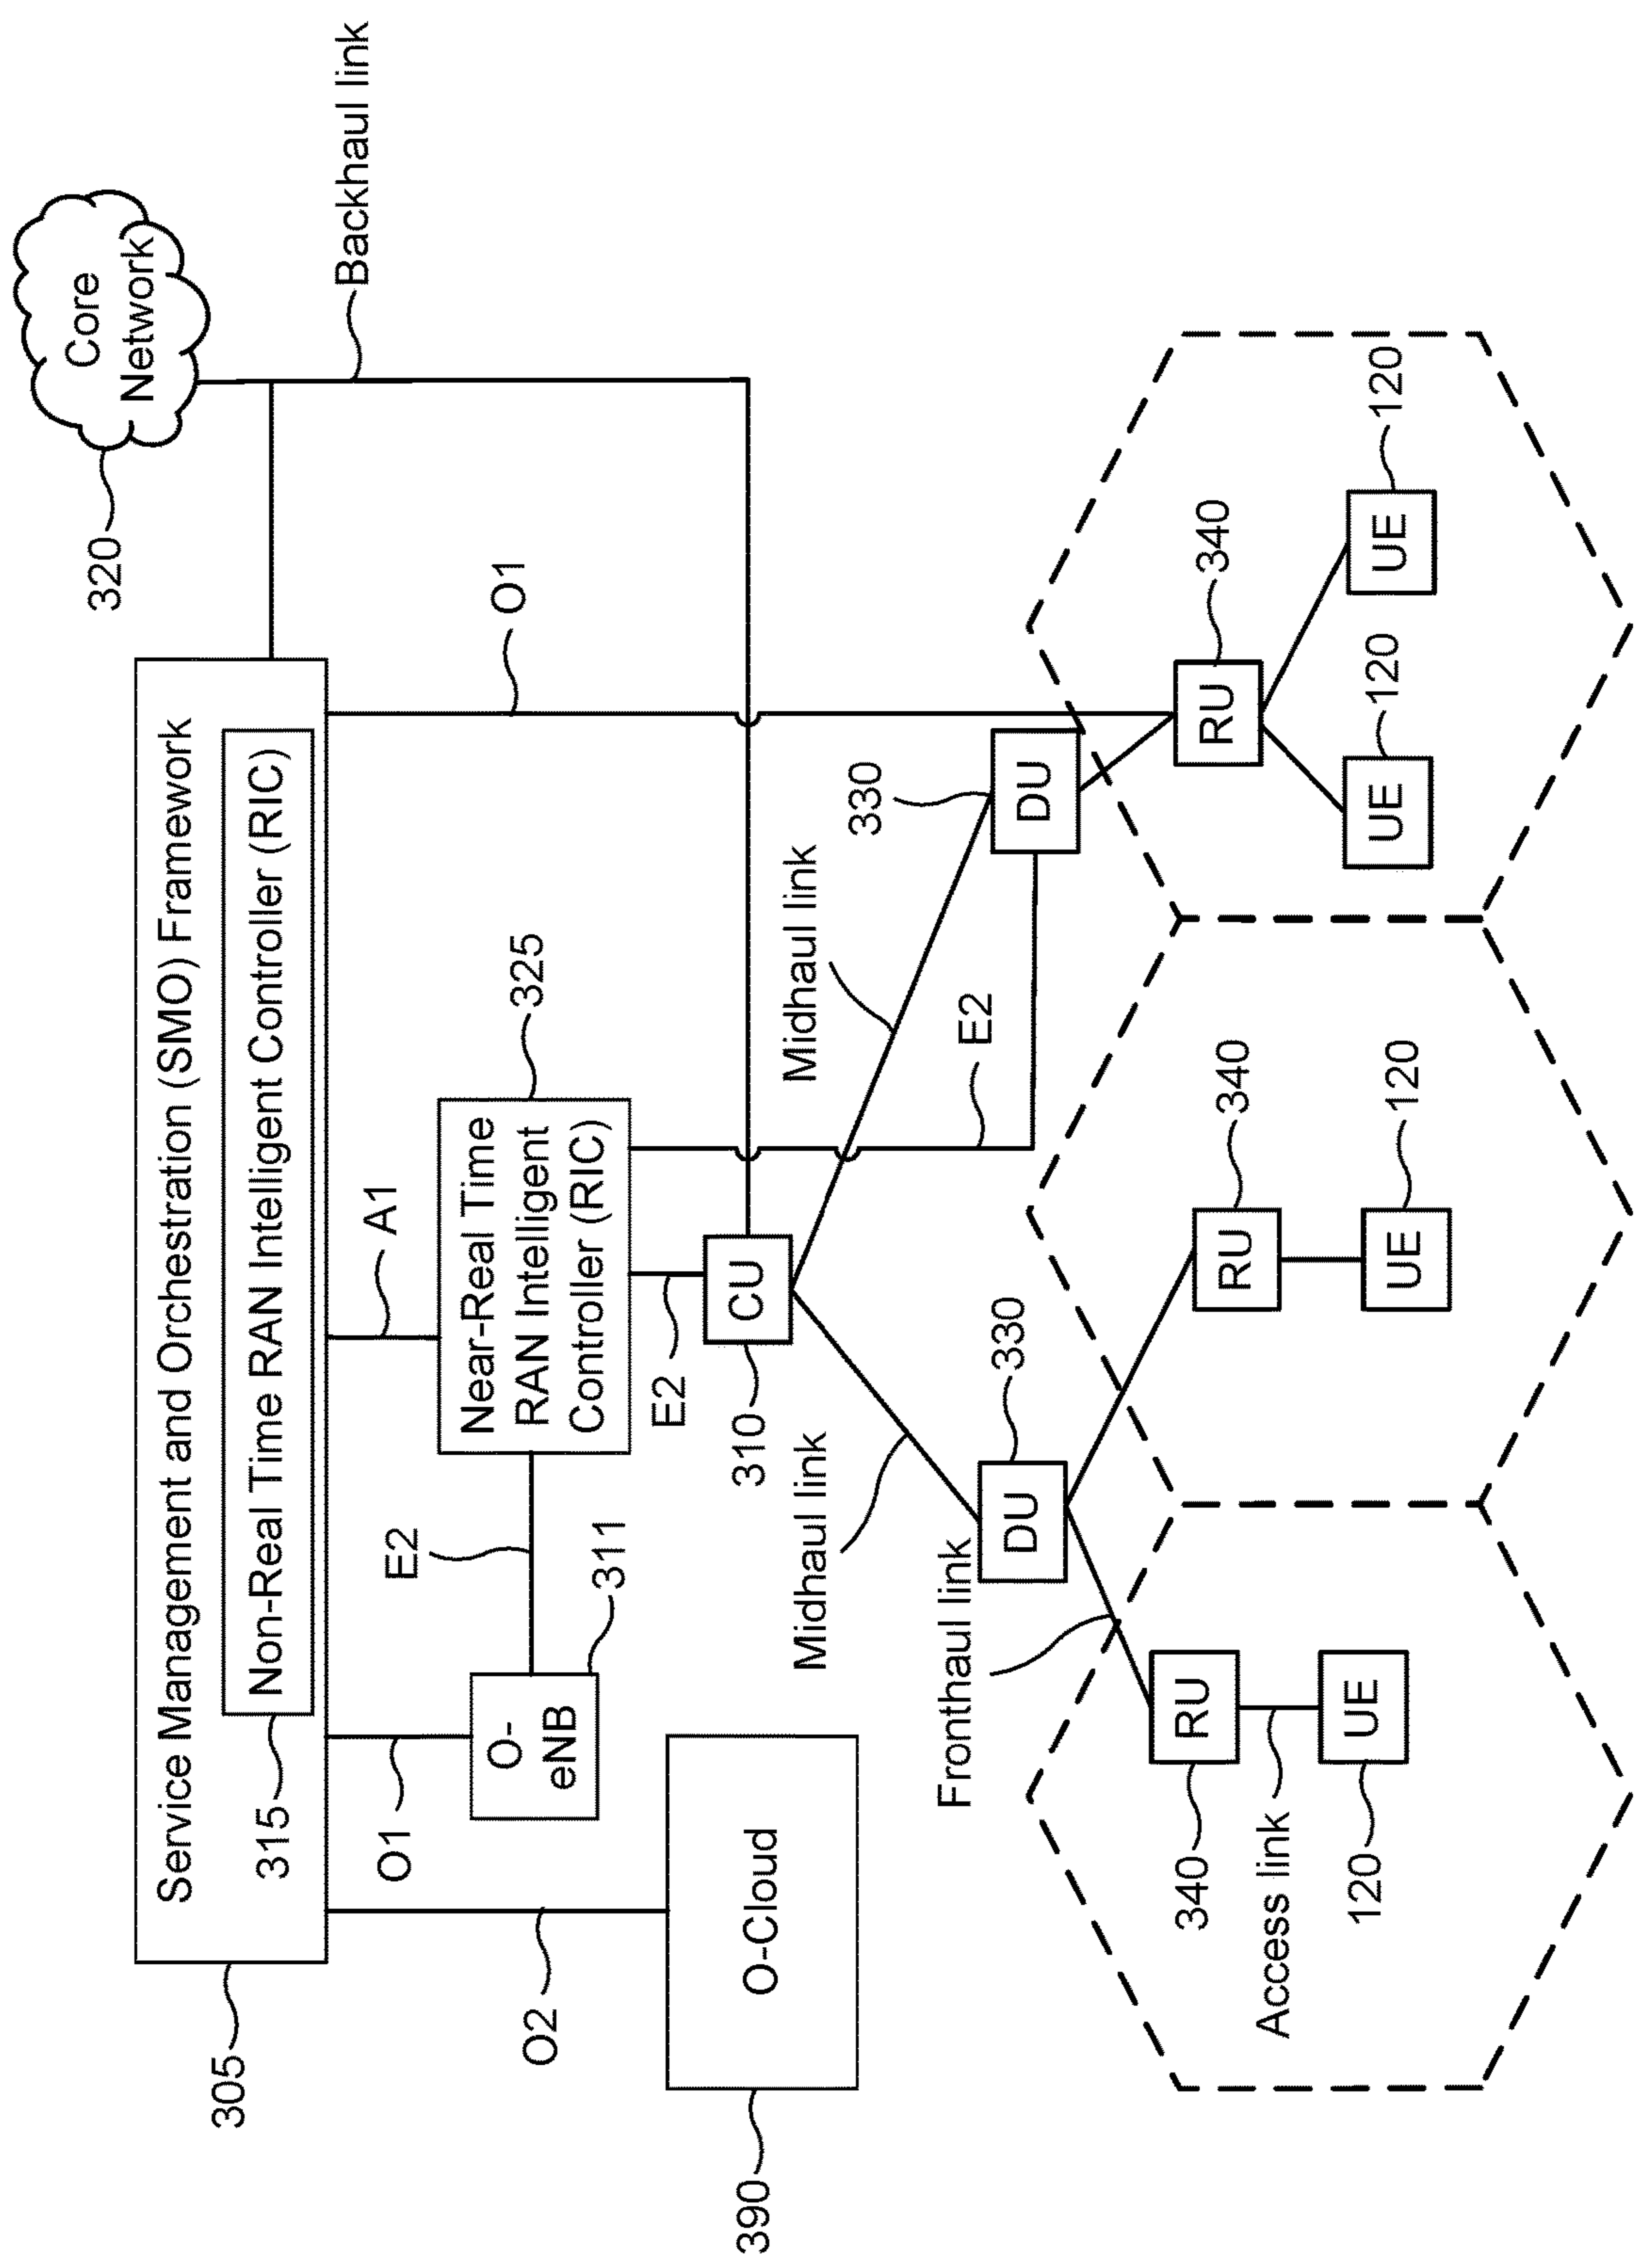 Core
Network
320
Backhaul link
Service Management and Orchestration (SMO) Framework
Non-Real Time RAN Intelligent Controller (RIC)
305
315
O2
O1
A1
O1
O-
eNB
311
E2
Near-Real Time
RAN Intelligent
Controller (RIC)
325
O-Cloud
390
E2
CU
310
Midhaul link
Midhaul link
E2
DU
330
DU
330
Fronthaul link
RU
340
RU
340
RU
340
Access link
UE
120
UE
120
UE
120
UE
120